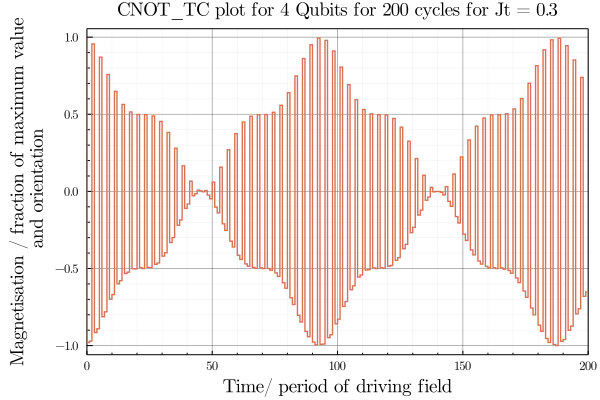 CNOT_TC plot for 4 Qubits for 200 cycles for Jt = 0.3
Magnetisation / fraction of maximum value
and orientation
1.0
0.5
0.0
−0.5
−1.0
0 50 100 150 200
Time/ period of driving field